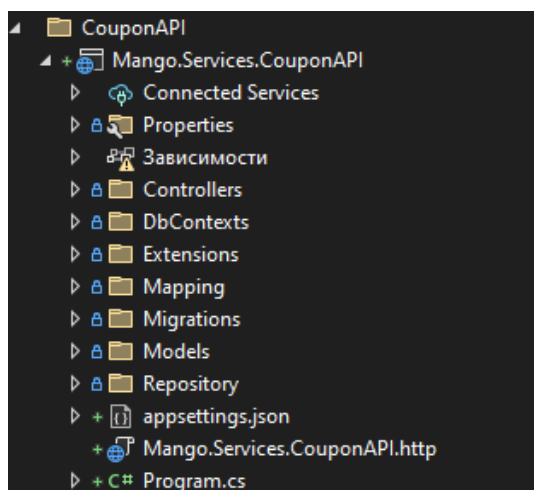 CouponAPI
Mango.Services.CouponAPI
Connected Services
Properties
Зависимости
Controllers
DbContexts
Extensions
Mapping
Migrations
Models
Repository
appsettings.json
Mango.Services.CouponAPI.http
C# Program.cs